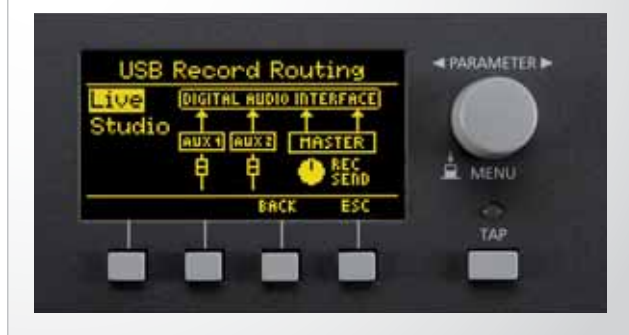 USB Record Routing
Live
Studio
DIGITAL AUDIO INTERFACE
AUX 1
AUX 2
MASTER
REC
SEND
BACK
ESC
◄ PARAMETER ►
MENU
TAP